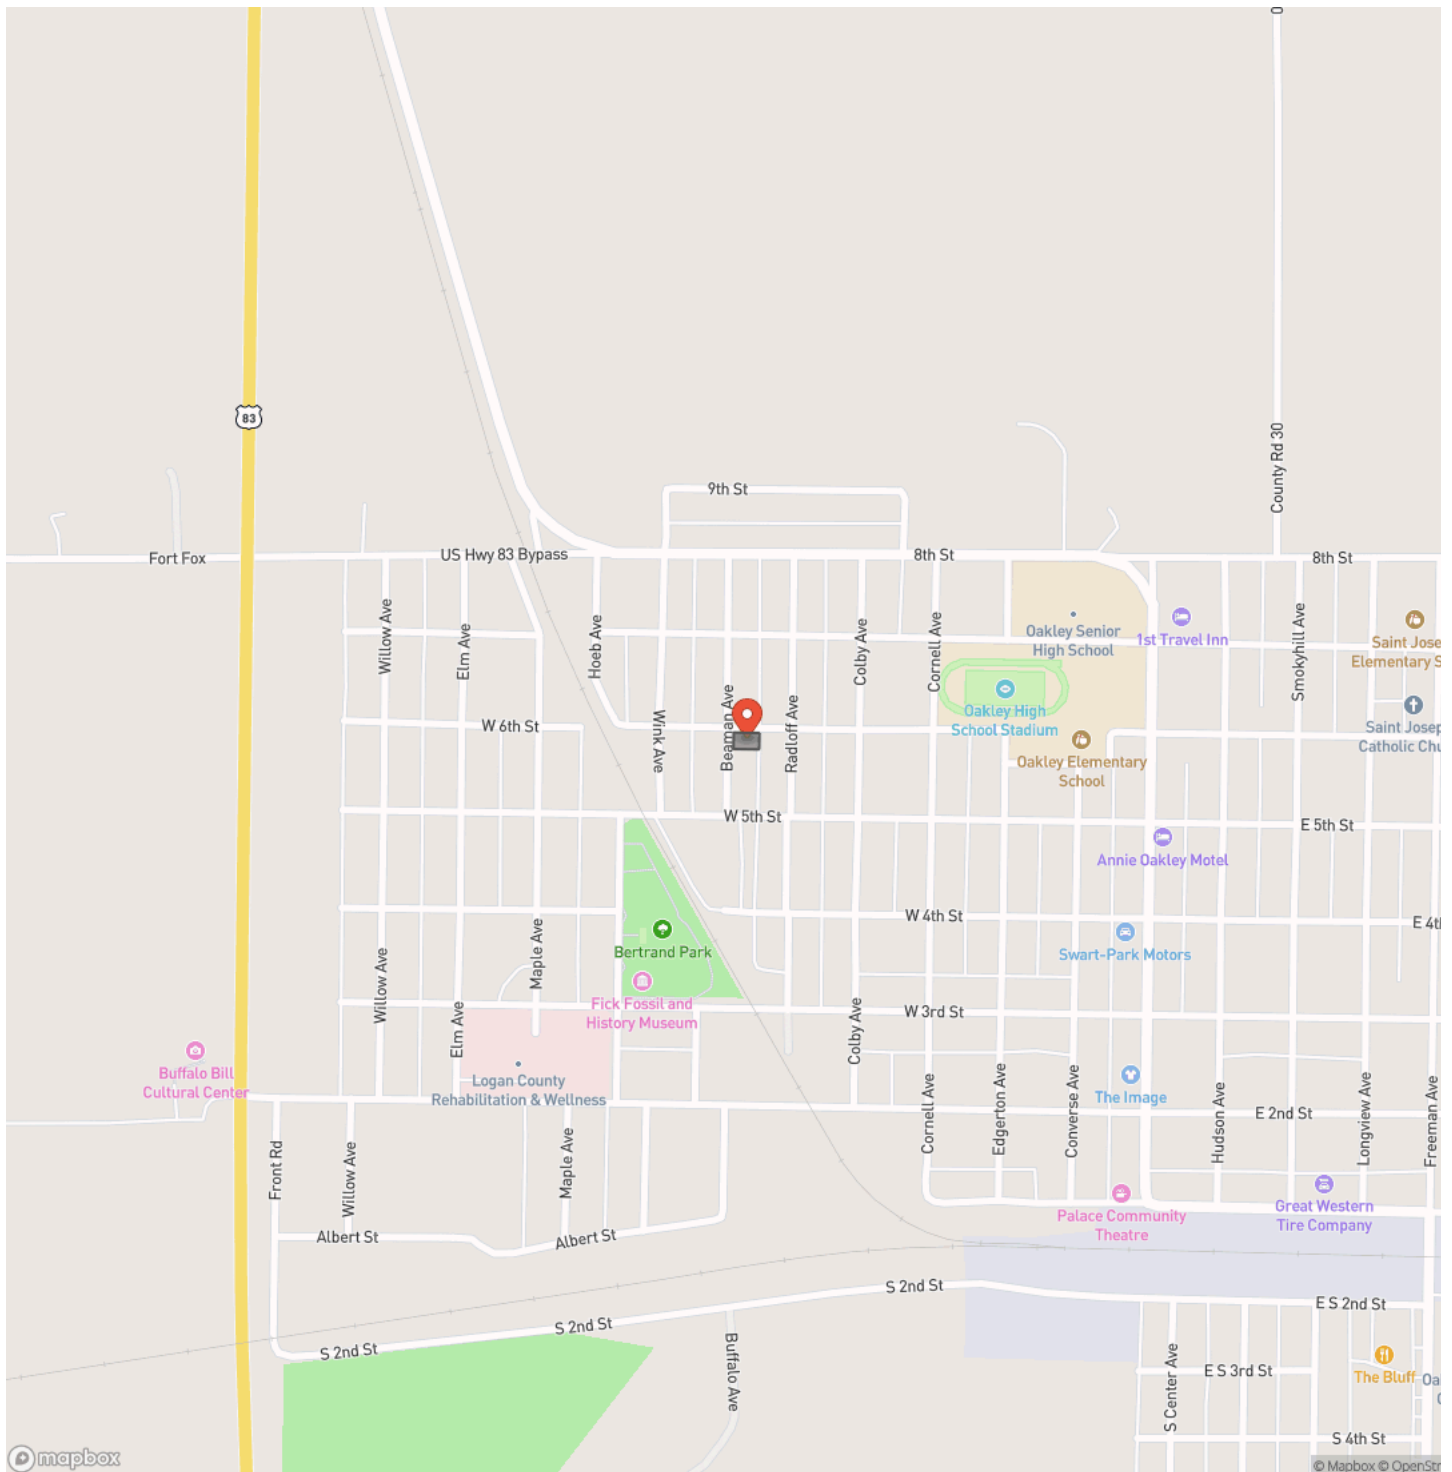 0
83
County Rd 30
9th St
Fort Fox
US Hwy 83 Bypass
8th St
8th St
Willow Ave
Elm Ave
Hoeb Ave
Colby Ave
Cornell Ave
Oakley Senior
High School
1st Travel Inn
Smokyhill Ave
Saint Jose
Elementary S
W 6th St
Wink Ave
Beaman Ave
Radloff Ave
Oakley High
School Stadium
Saint Josep
Catholic Chu
Oakley Elementary
School
W 5th St
E 5th St
Annie Oakley Motel
W 4th St
E 4t
Maple Ave
Bertrand Park
Swart-Park Motors
Willow Ave
Fick Fossil and
History Museum
W 3rd St
Elm Ave
Colby Ave
Buffalo Bill
Cultural Center
Logan County
Rehabilitation & Wellness
The Image
Cornell Ave
Edgerton Ave
Converse Ave
Hudson Ave
E 2nd St
Longview Ave
Freeman Ave
Front Rd
Willow Ave
Maple Ave
Palace Community
Theatre
Great Western
Tire Company
Albert St
Albert St
S 2nd St
E S 2nd St
S 2nd St
S 2nd St
Buffalo Ave
S Center Ave
E S 3rd St
The Bluff
Oa
S 4th St
mapbox
© Mapbox © OpenStr